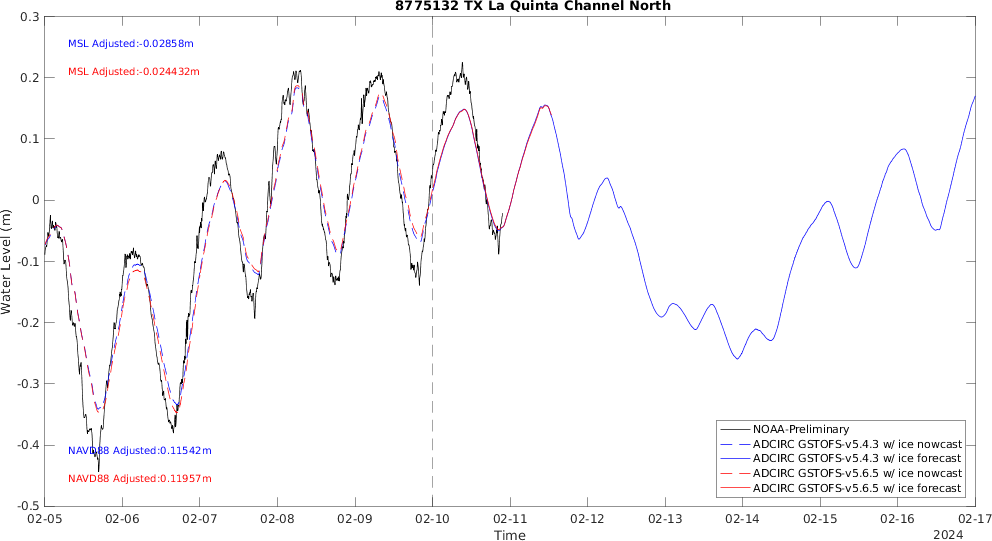 8775132 TX La Quinta Channel North
0.3
0.2
0.1
0
-0.1
-0.2
-0.3
-0.4
-0.5
Water Level (m)
MSL Adjusted:-0.02858m
MSL Adjusted:-0.024432m
NAVD88 Adjusted:0.11542m
NAVD88 Adjusted:0.11957m
NOAA-Preliminary
ADCIRC GSTOFS-v5.4.3 w/ ice nowcast
ADCIRC GSTOFS-v5.4.3 w/ ice forecast
ADCIRC GSTOFS-v5.6.5 w/ ice nowcast
ADCIRC GSTOFS-v5.6.5 w/ ice forecast
02-05 02-06 02-07 02-08 02-09 02-10 02-11 02-12 02-13 02-14 02-15 02-16 02-17
Time
2024